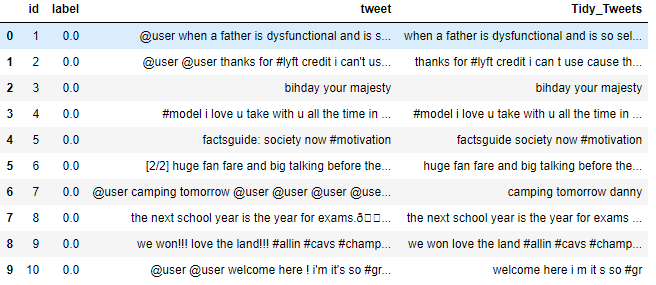 id label tweet Tidy_Tweets
0 1 0.0 @user when a father is dysfunctional and is s... when a father is dysfunctional and is so sel...
1 2 0.0 @user @user thanks for #lyft credit i can't us... thanks for #lyft credit i can t use cause th...
2 3 0.0 bihday your majesty bihday your majesty
3 4 0.0 #model i love u take with u all the time in ... #model i love u take with u all the time in ...
4 5 0.0 factsguide: society now #motivation factsguide society now #motivation
5 6 0.0 [2/2] huge fan fare and big talking before the... huge fan fare and big talking before the...
6 7 0.0 @user camping tomorrow @user @user @user @use... camping tomorrow danny
7 8 0.0 the next school year is the year for exams.ð... the next school year is the year for exams ...
8 9 0.0 we won!!! love the land!!! #allin #cavs #champ... we won love the land #allin #cavs #champ...
9 10 0.0 @user @user welcome here ! i'm it's so #gr... welcome here i m it s so #gr